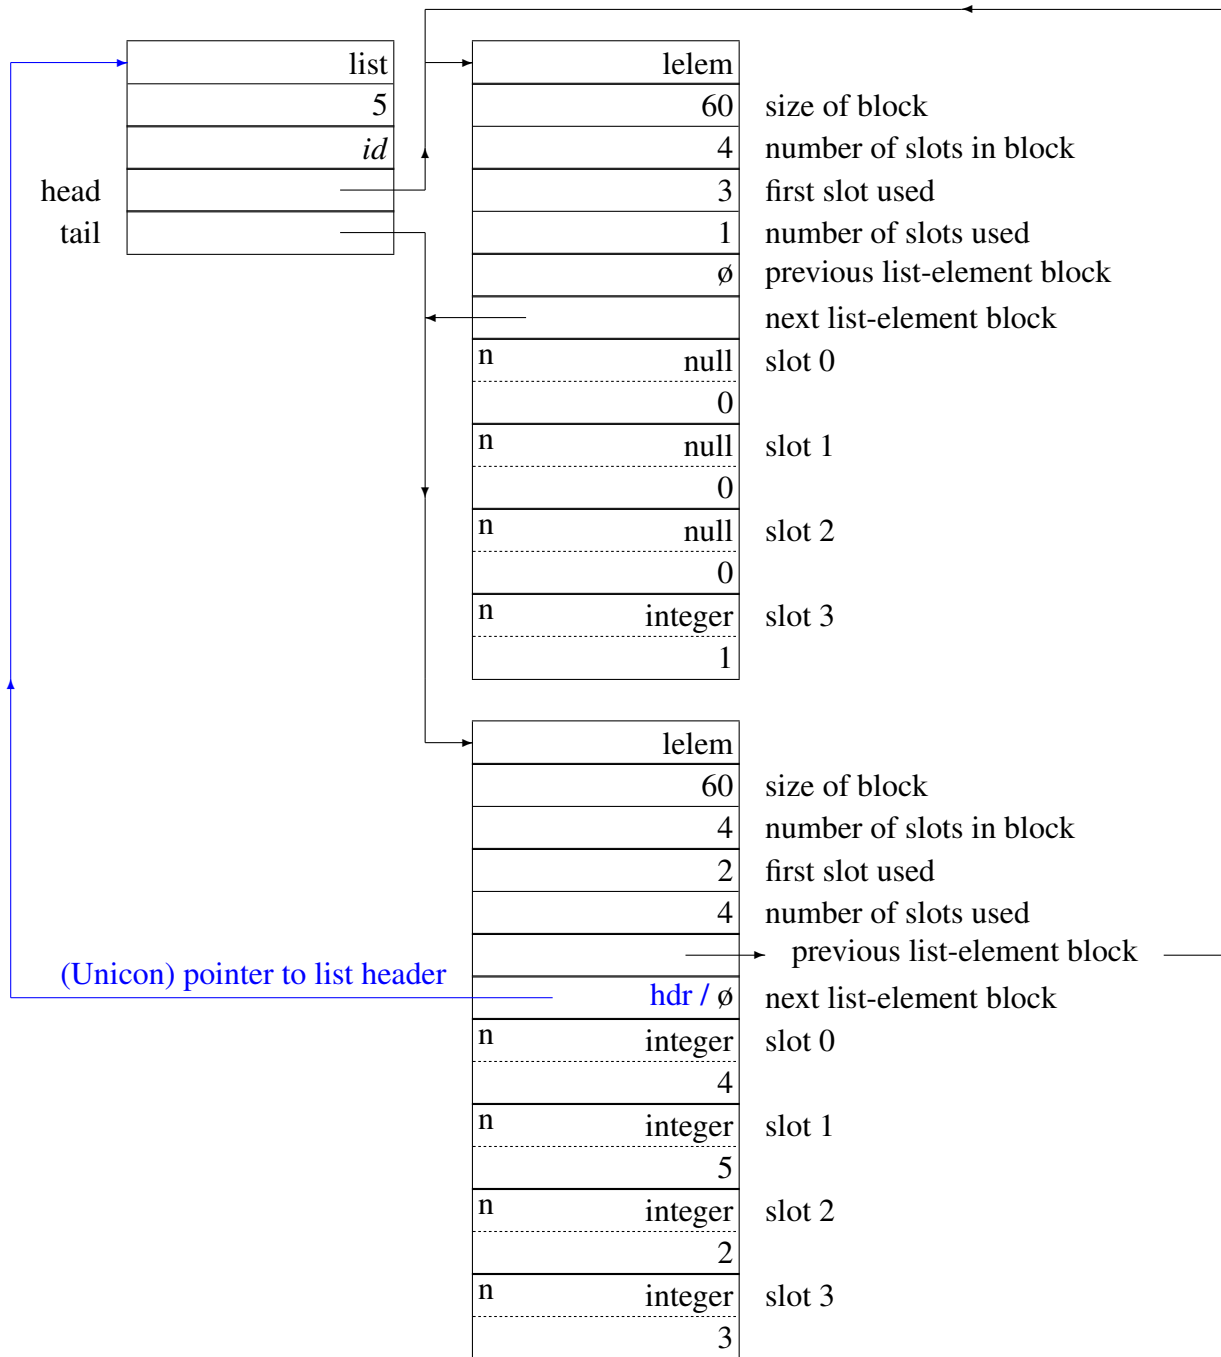 list
5
id
head
tail
lelem
60 size of block
4 number of slots in block
3 first slot used
1 number of slots used
ø previous list-element block
next list-element block
n null slot 0
0
n null slot 1
0
n null slot 2
0
n integer slot 3
1
lelem
60 size of block
4 number of slots in block
2 first slot used
4 number of slots used
previous list-element block
(Unicon) pointer to list header
hdr / ø next list-element block
n integer slot 0
4
n integer slot 1
5
n integer slot 2
2
n integer slot 3
3